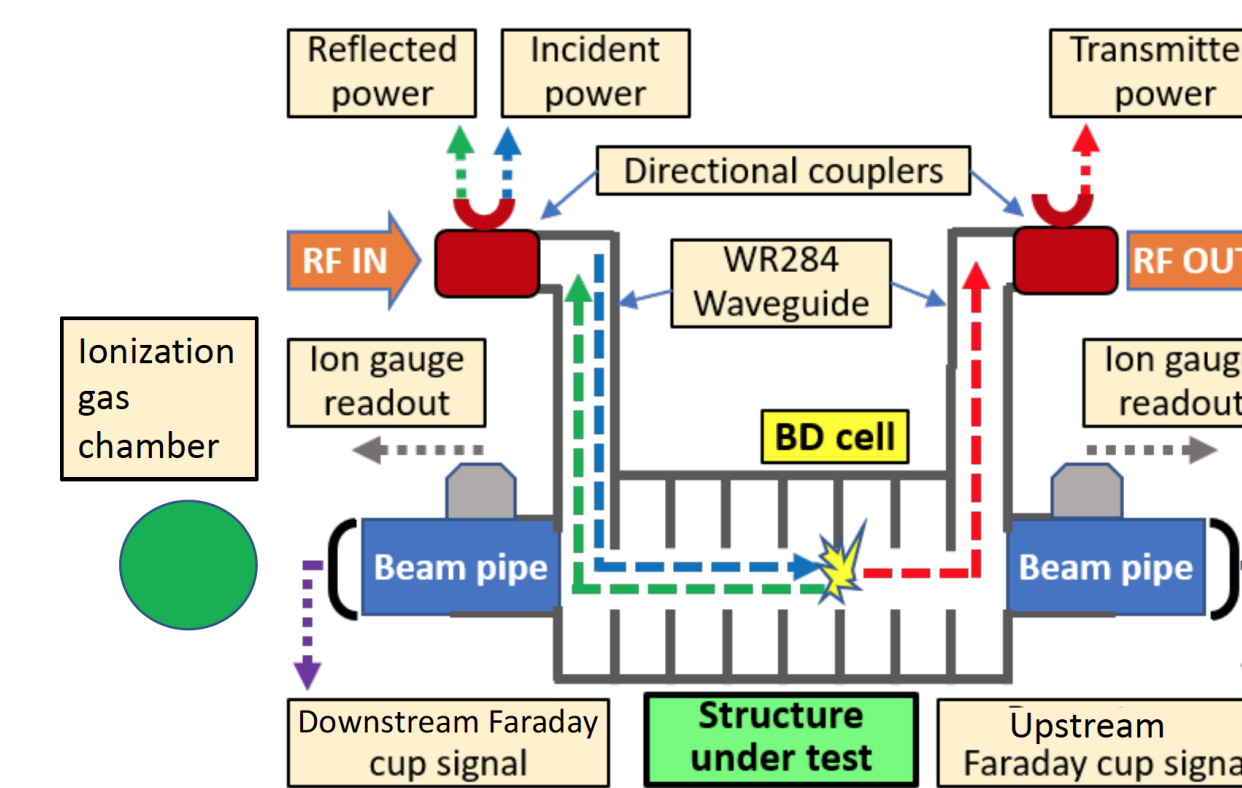 Reflected
power
Incident
power
Transmitte
power
Directional couplers
RF IN
WR284
Waveguide
RF OUT
Ionization
gas
chamber
Ion gauge
readout
Ion gaug
readout
BD cell
Beam pipe
Beam pipe
Downstream Faraday
cup signal
Structure
under test
Upstream
Faraday cup signa